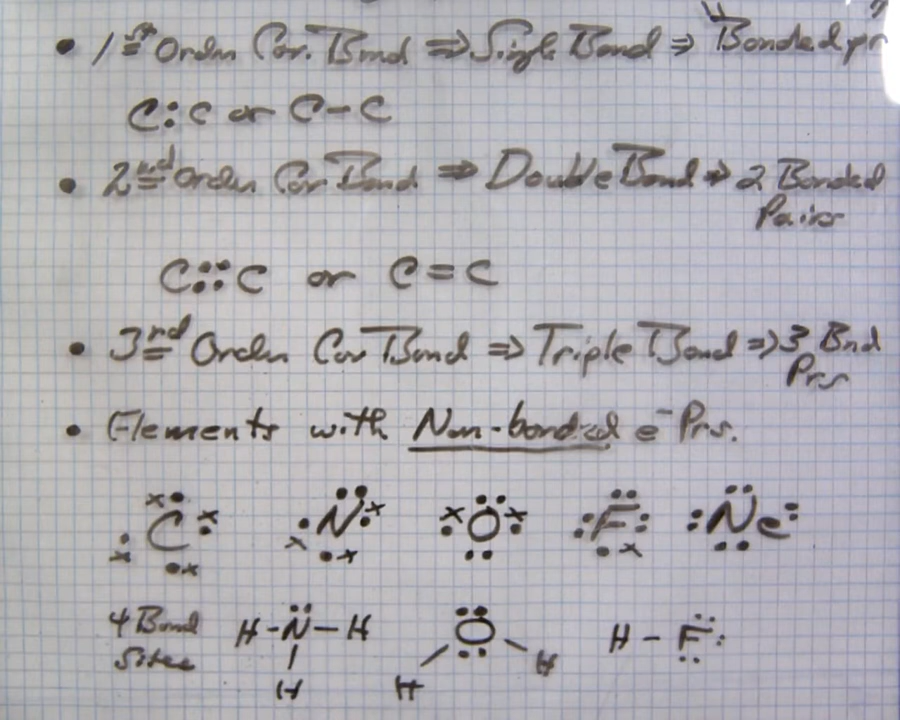 • 1st Order Cov. Bond ⇒ Single Bond ⇒ "Bonded pr"
C:C or C-C
• 2nd Order Cov Bond ⇒ Double Bond ⇒ 2 Bonded
Pairs
C::C or C=C
• 3rd Order Cov Bond ⇒ Triple Bond ⇒ 3 Bnd
Prs
• Elements with Non-bonded e⁻ Prs.
C N O F Ne
4 Bond H-N-H O H-F
Sites H H H